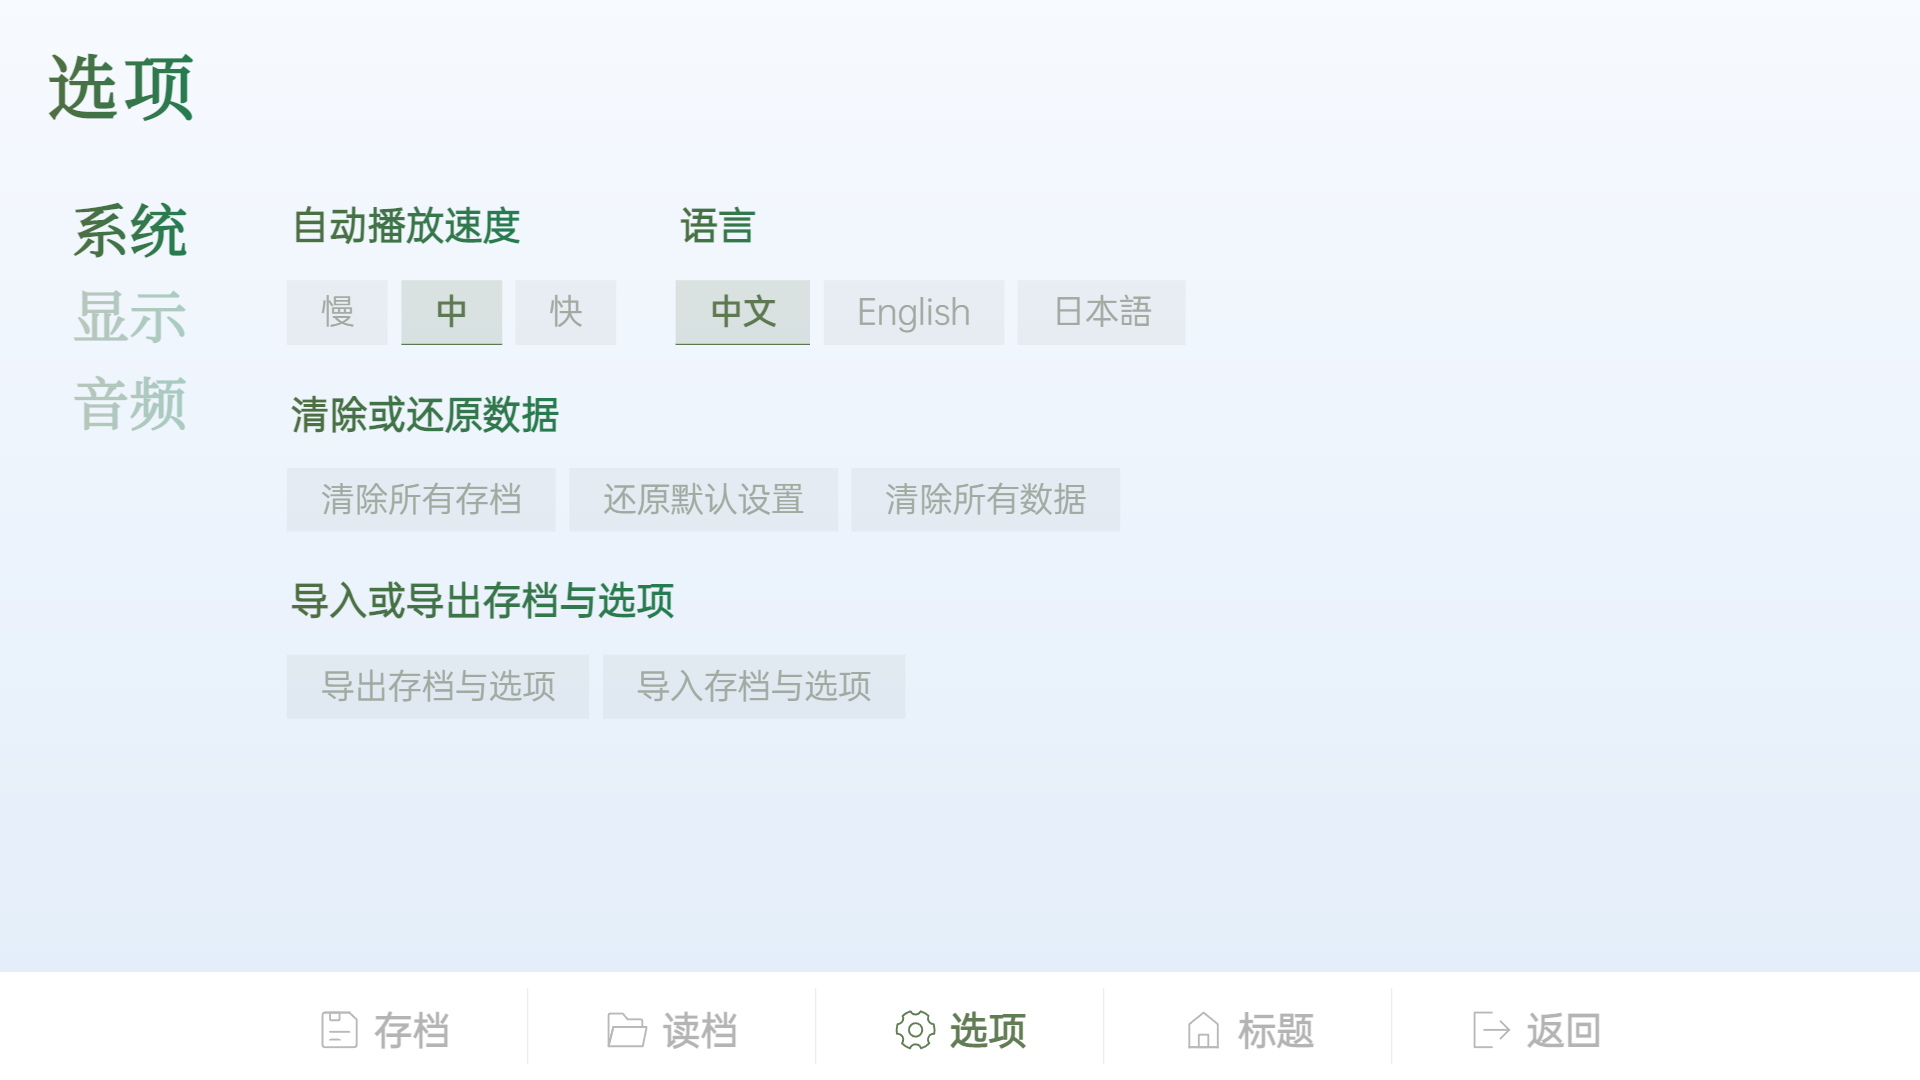 选项
系统
显示
音频
自动播放速度
慢 中 快
语言
中文 English 日本語
清除或还原数据
清除所有存档 还原默认设置 清除所有数据
导入或导出存档与选项
导出存档与选项 导入存档与选项
存档 读档 选项 标题 返回